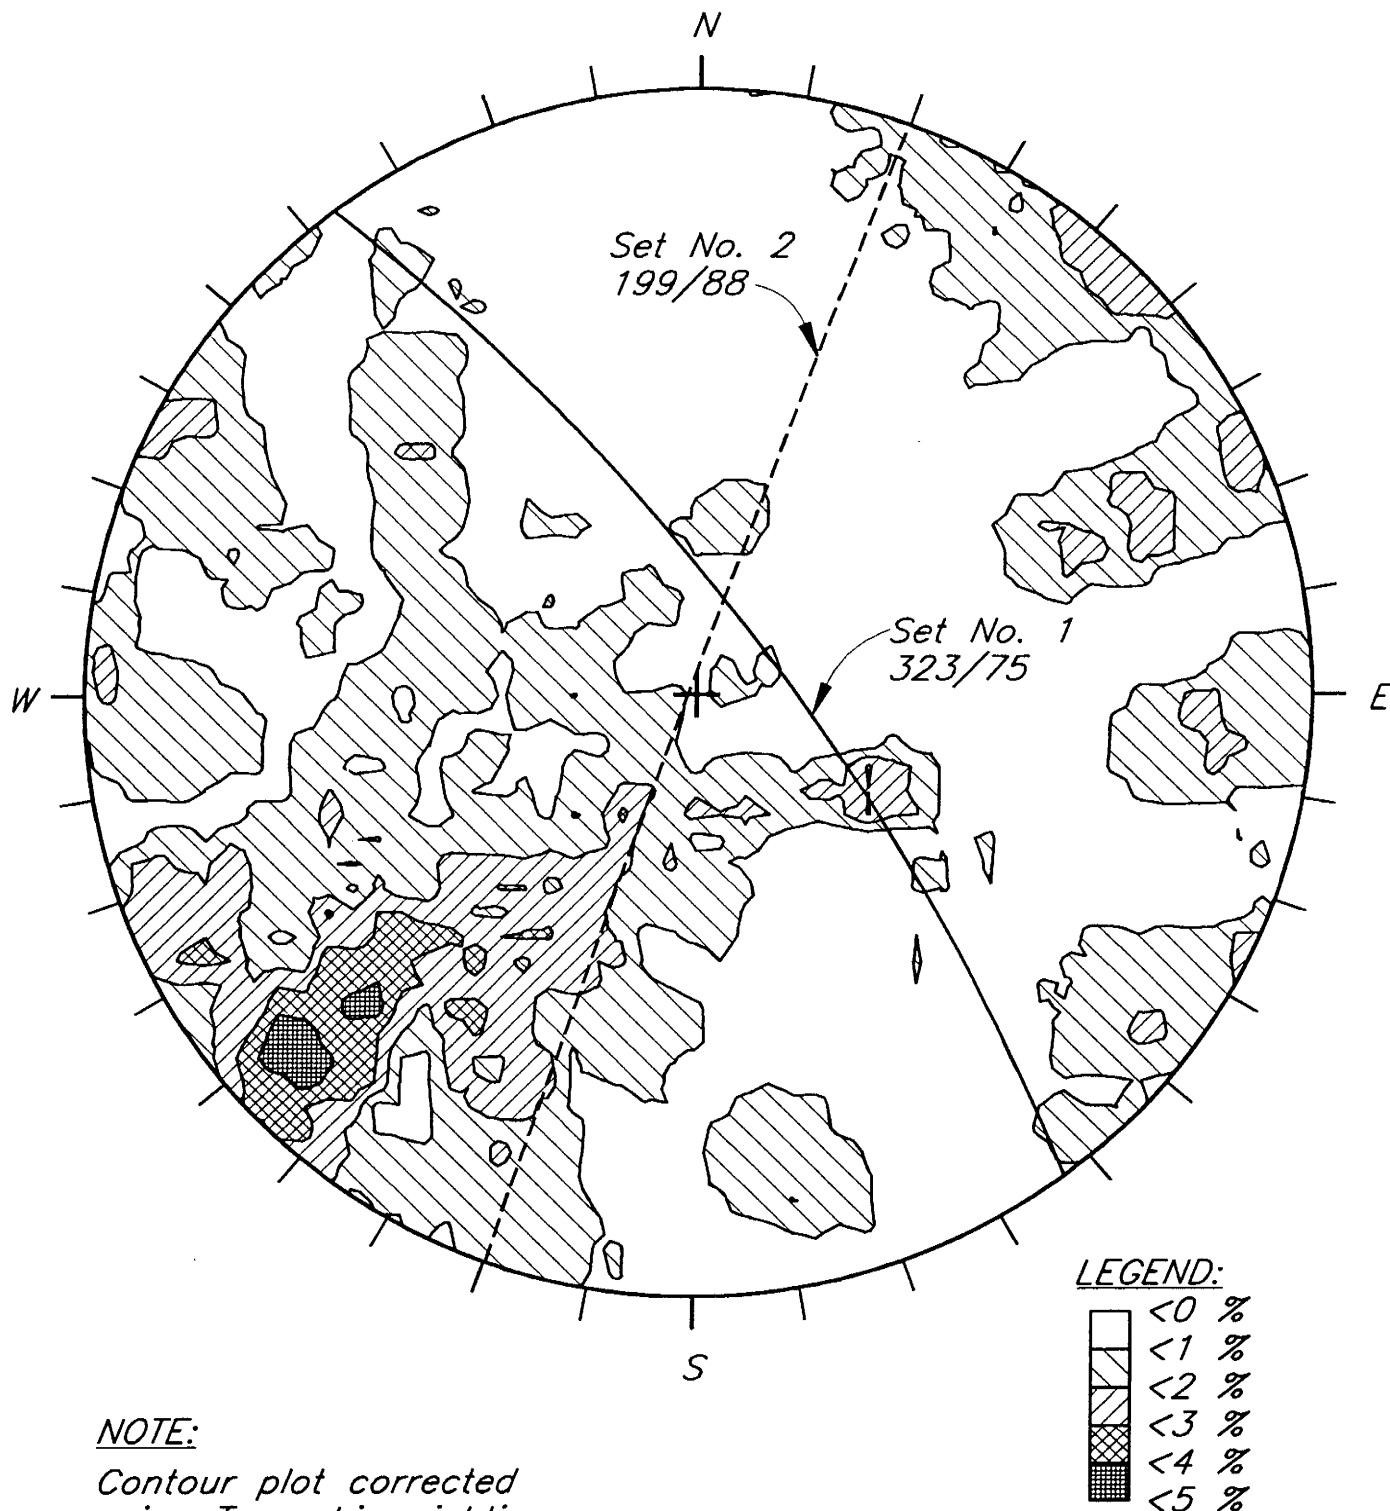 N
Set No. 2
199/88
Set No. 1
323/75
W
E
S
LEGEND:
<0 %
<1 %
<2 %
<3 %
<4 %
<5 %
NOTE:
Contour plot corrected